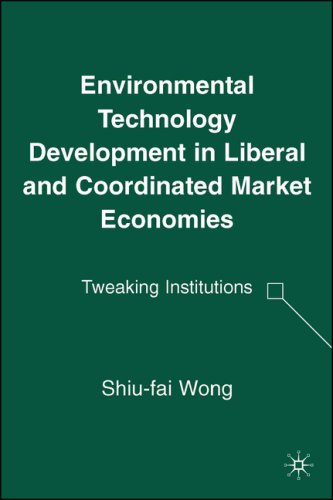 Environmental
Technology
Development in Liberal
and Coordinated Market
Economies
Tweaking Institutions
Shiu-fai Wong